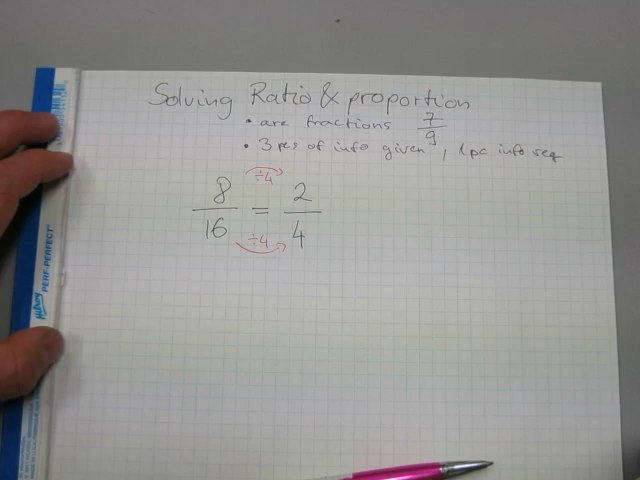 Solving Ratio & proportion
• are fractions 7/9
• 3 pcs of info given, 1 pc info req
÷4
8/16 = 2/4
÷4
Hilroy PERF-PERFECT